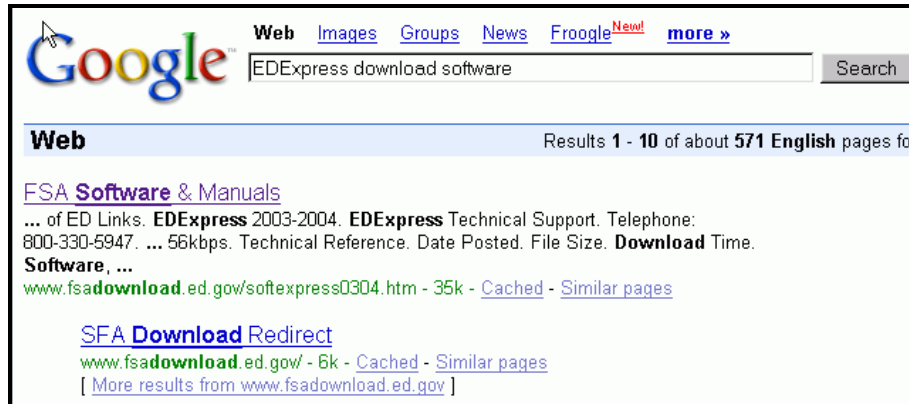 Google™ Web Images Groups News Froogle New! more »
EDExpress download software Search
Web Results 1 - 10 of about 571 English pages fo
FSA Software & Manuals
... of ED Links. EDExpress 2003-2004. EDExpress Technical Support. Telephone:
800-330-5947. ... 56kbps. Technical Reference. Date Posted. File Size. Download Time.
Software, ...
www.fsadownload.ed.gov/softexpress0304.htm - 35k - Cached - Similar pages
SFA Download Redirect
www.fsadownload.ed.gov/ - 6k - Cached - Similar pages
[ More results from www.fsadownload.ed.gov ]